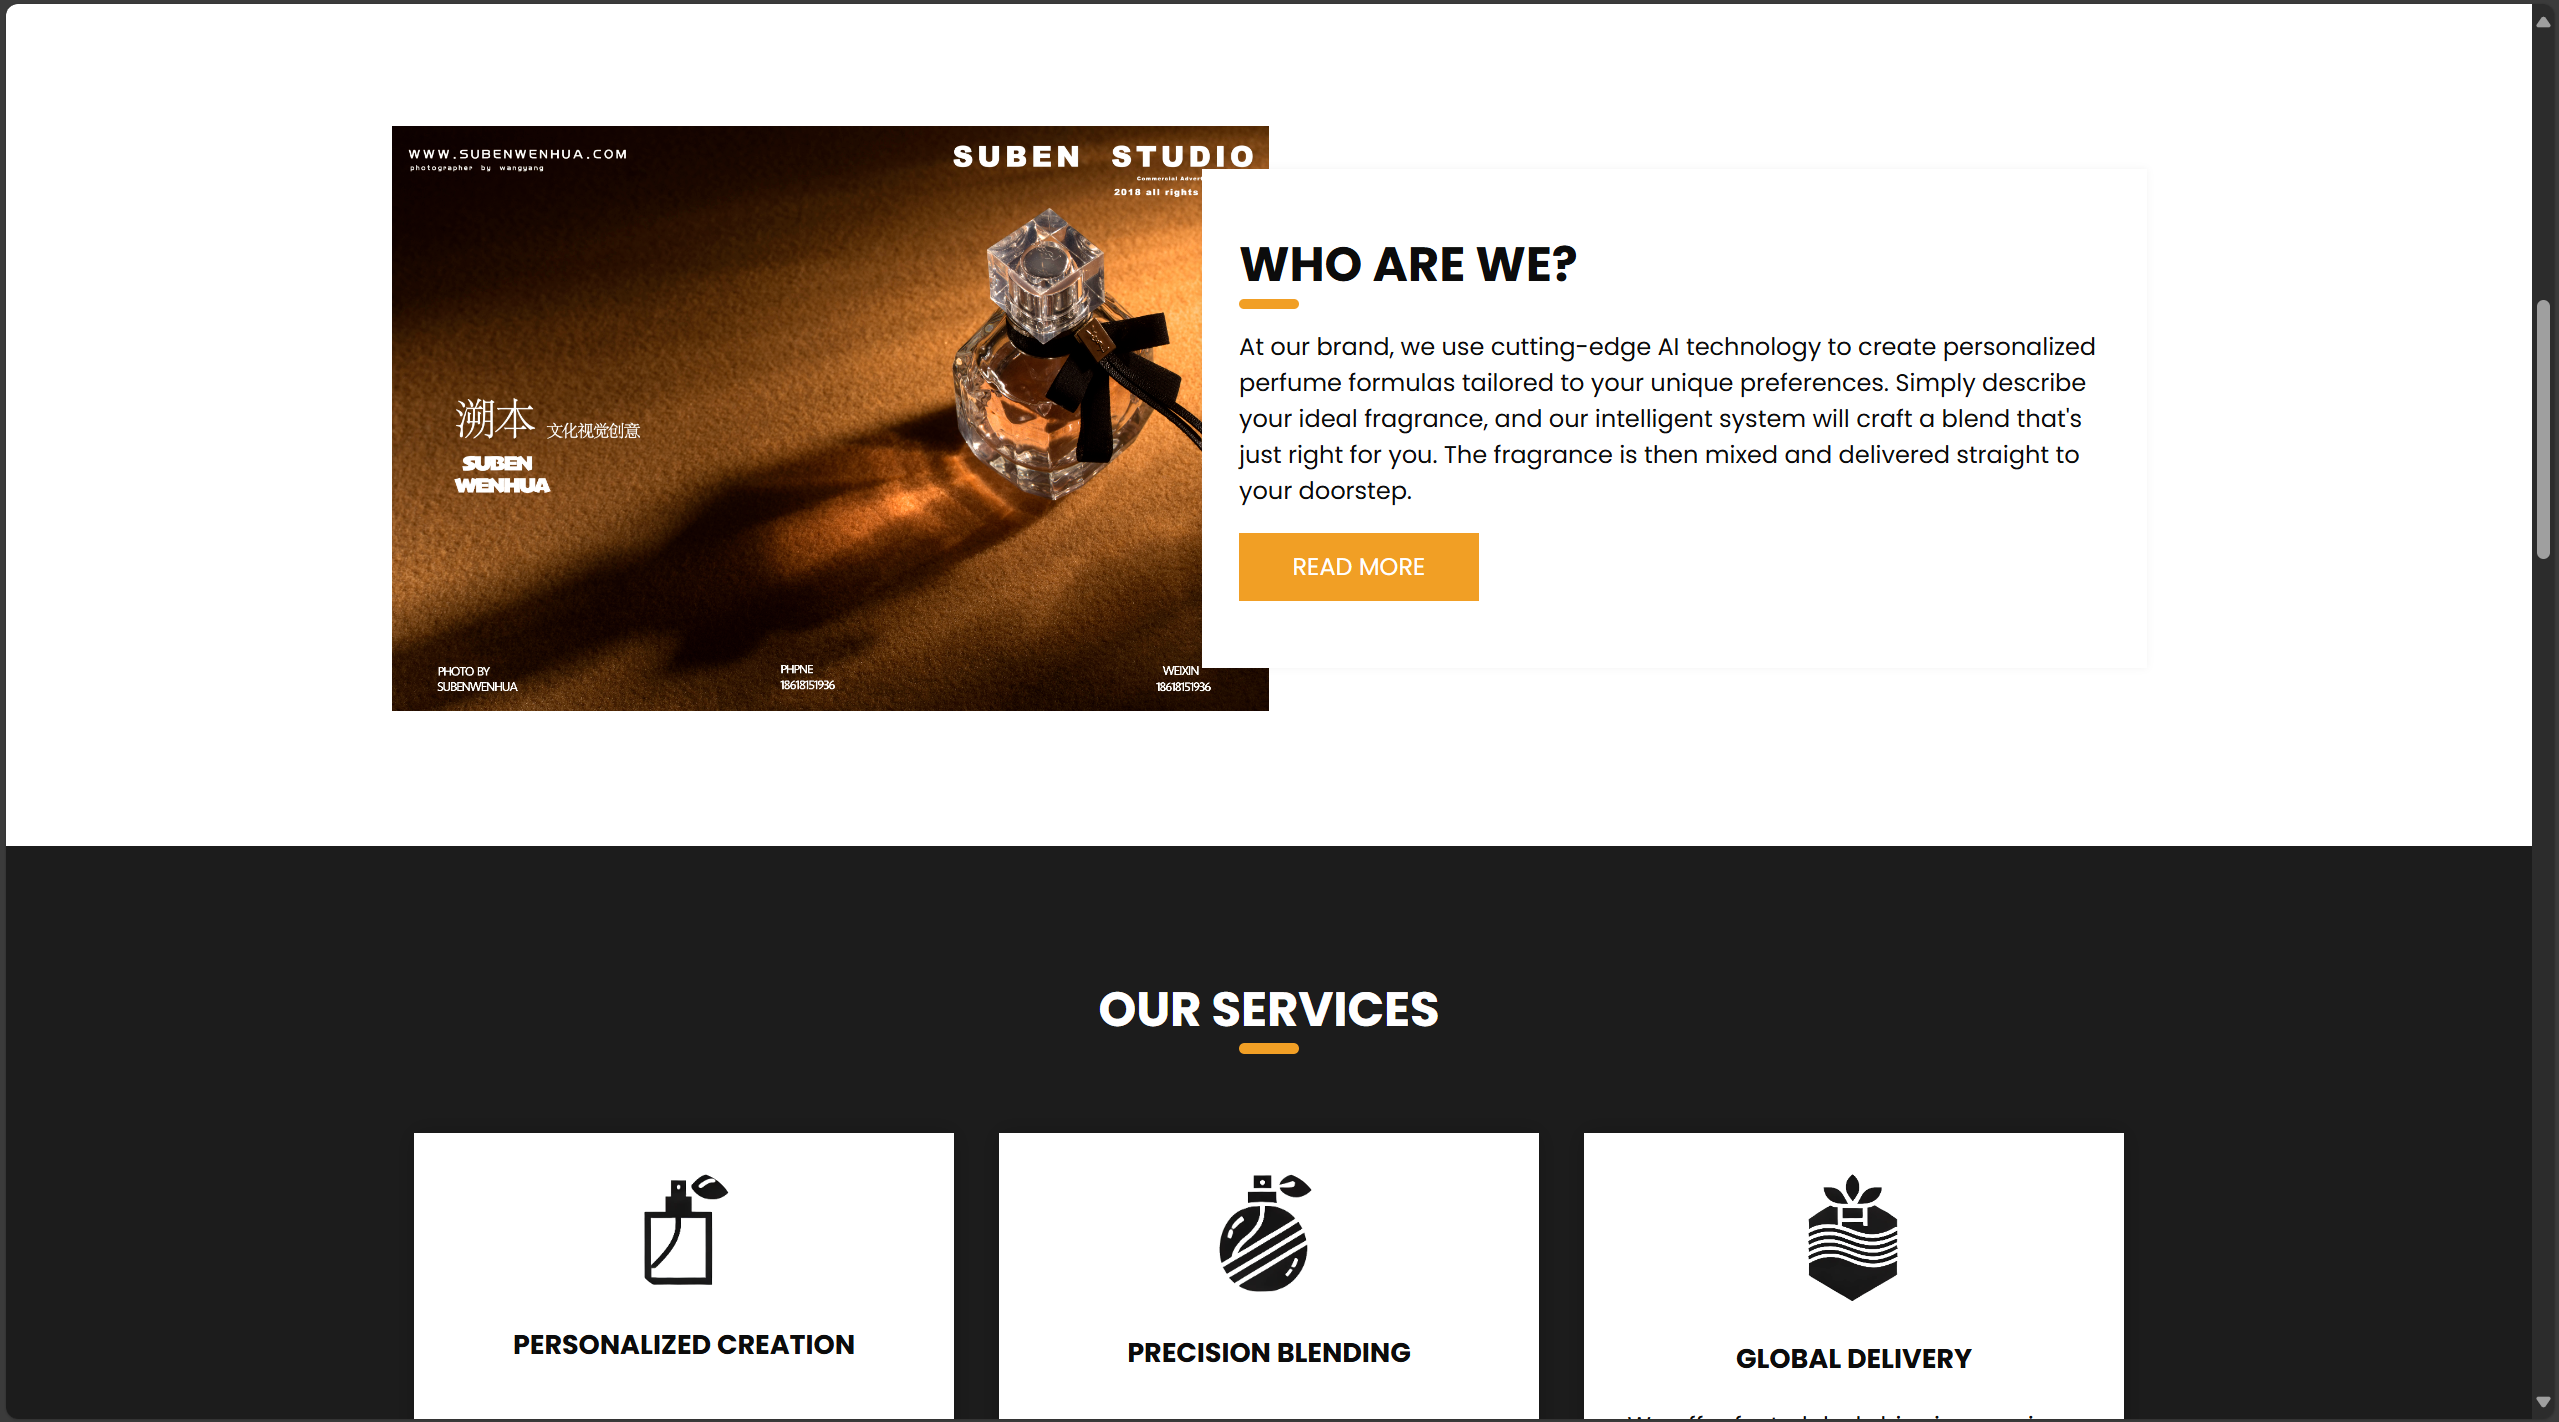 WWW.SUBENWENHUA.COM
photographer by wangyang
SUBEN STUDIO
2018 all rights
溯本 文化视觉创意
SUBEN
WENHUA
PHOTO BY
SUBENWENHUA
PHPNE
18618151936
WEIXIN
18618151936
WHO ARE WE?
At our brand, we use cutting-edge AI technology to create personalized
perfume formulas tailored to your unique preferences. Simply describe
your ideal fragrance, and our intelligent system will craft a blend that's
just right for you. The fragrance is then mixed and delivered straight to
your doorstep.
READ MORE
OUR SERVICES
PERSONALIZED CREATION
PRECISION BLENDING
GLOBAL DELIVERY